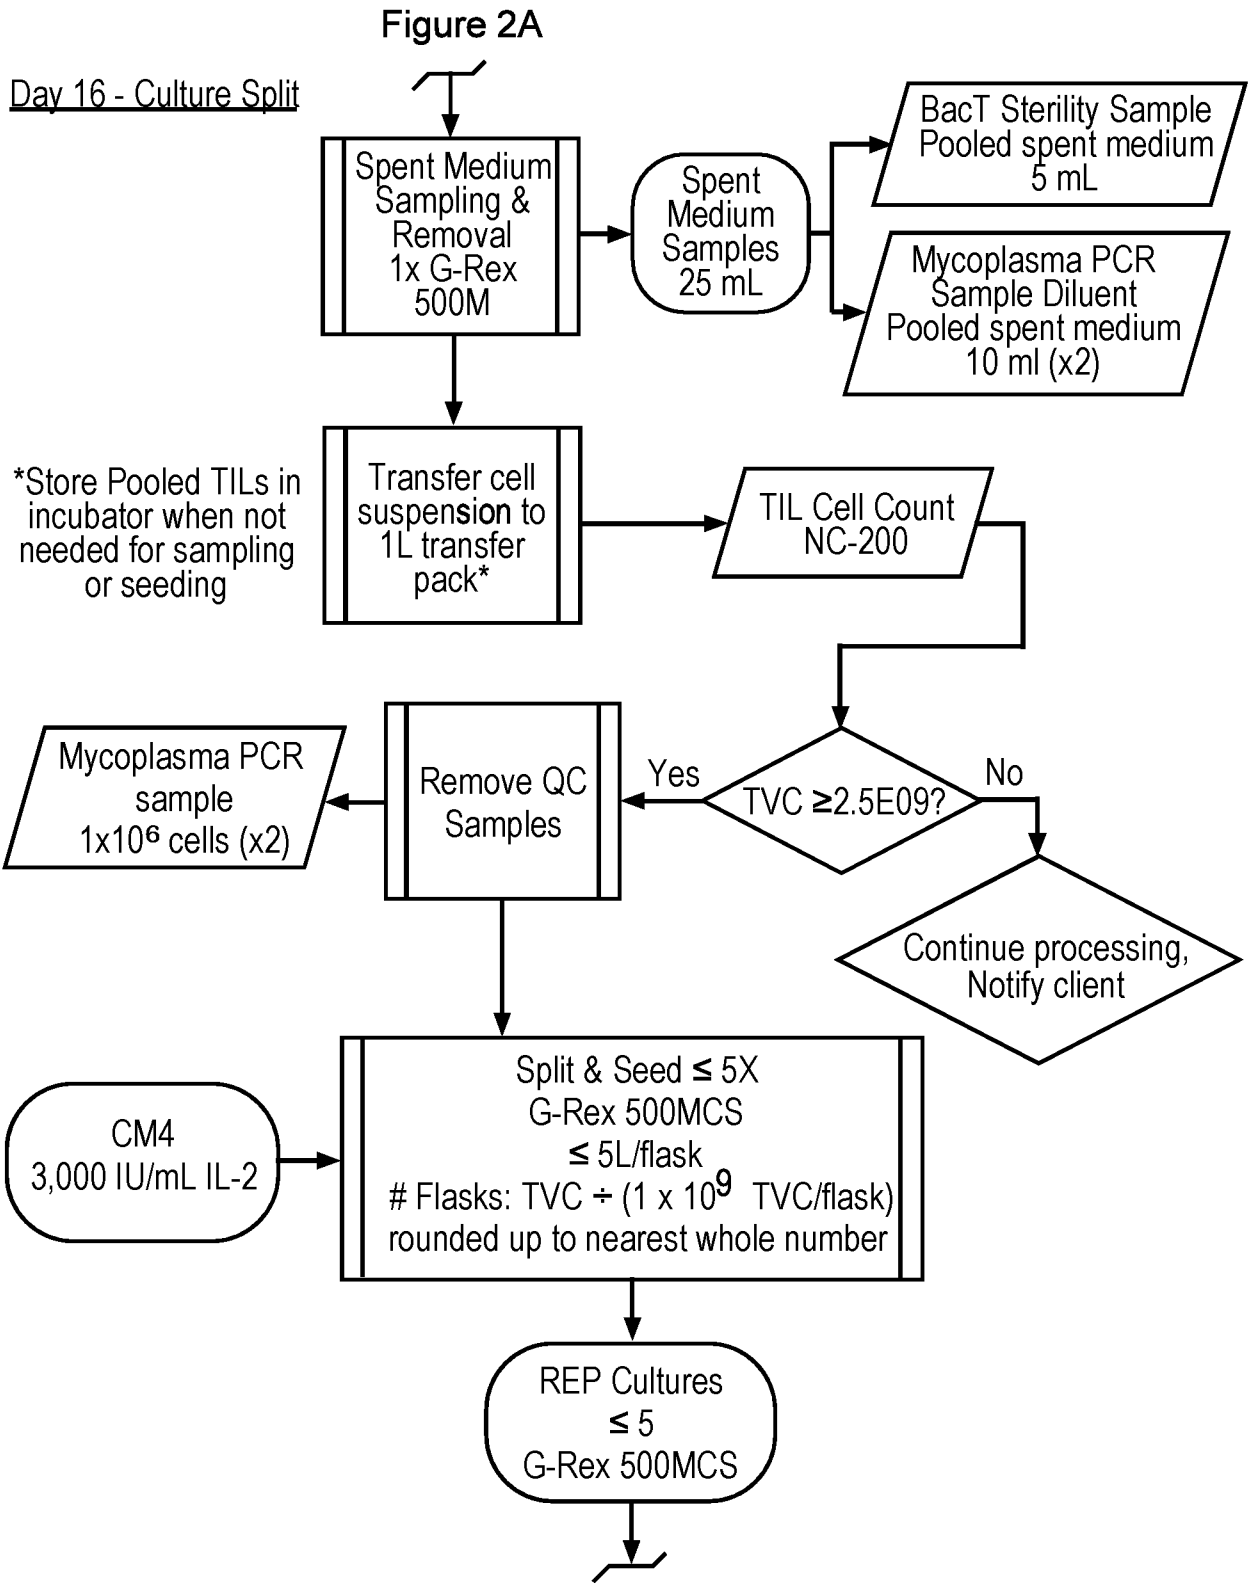 Figure 2A
Day 16 - Culture Split
Spent Medium
Sampling &
Removal
1x G-Rex
500M
Spent
Medium
Samples
25 mL
BacT Sterility Sample
Pooled spent medium
5 mL
Mycoplasma PCR
Sample Diluent
Pooled spent medium
10 ml (x2)
*Store Pooled TILs in
incubator when not
needed for sampling
or seeding
Transfer cell
suspension to
1L transfer
pack*
TIL Cell Count
NC-200
TVC ≥2.5E09?
Yes
No
Remove QC
Samples
Mycoplasma PCR
sample
1x10⁶ cells (x2)
Continue processing,
Notify client
CM4
3,000 IU/mL IL-2
Split & Seed ≤ 5X
G-Rex 500MCS
≤ 5L/flask
# Flasks: TVC ÷ (1 x 10⁹ TVC/flask)
rounded up to nearest whole number
REP Cultures
≤ 5
G-Rex 500MCS